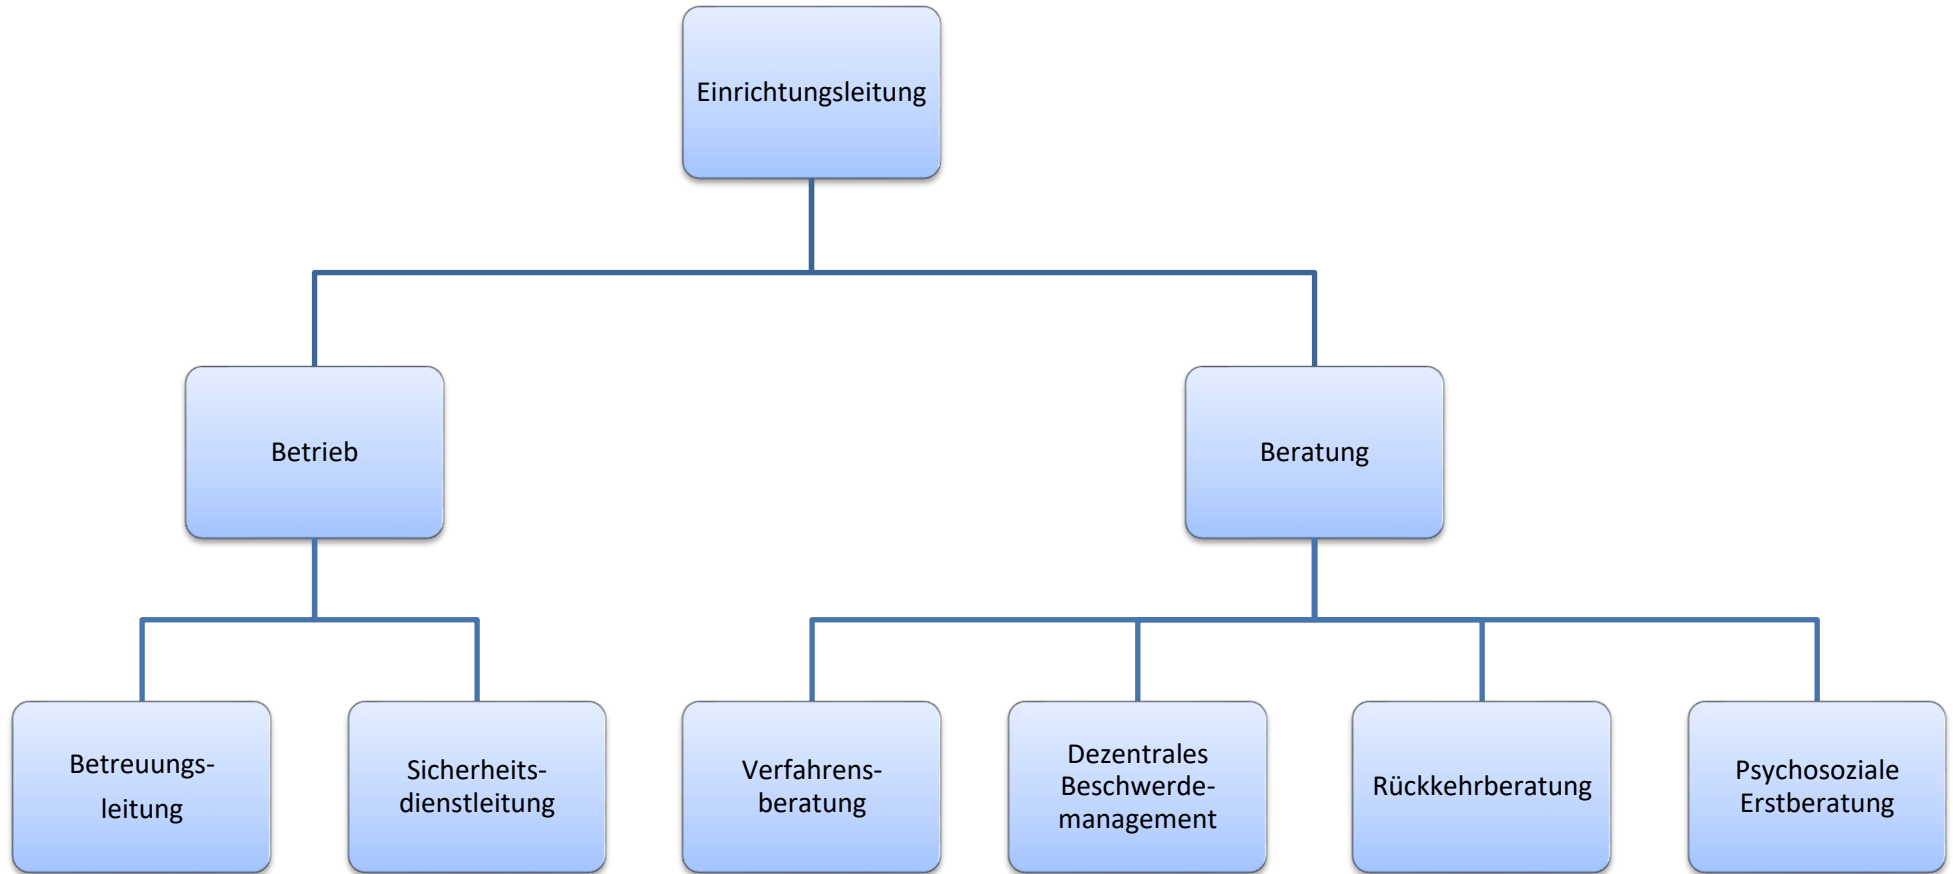 Einrichtungsleitung
Betrieb
Beratung
Betreuungs-
leitung
Sicherheits-
dienstleitung
Verfahrens-
beratung
Dezentrales
Beschwerde-
management
Rückkehrberatung
Psychosoziale
Erstberatung